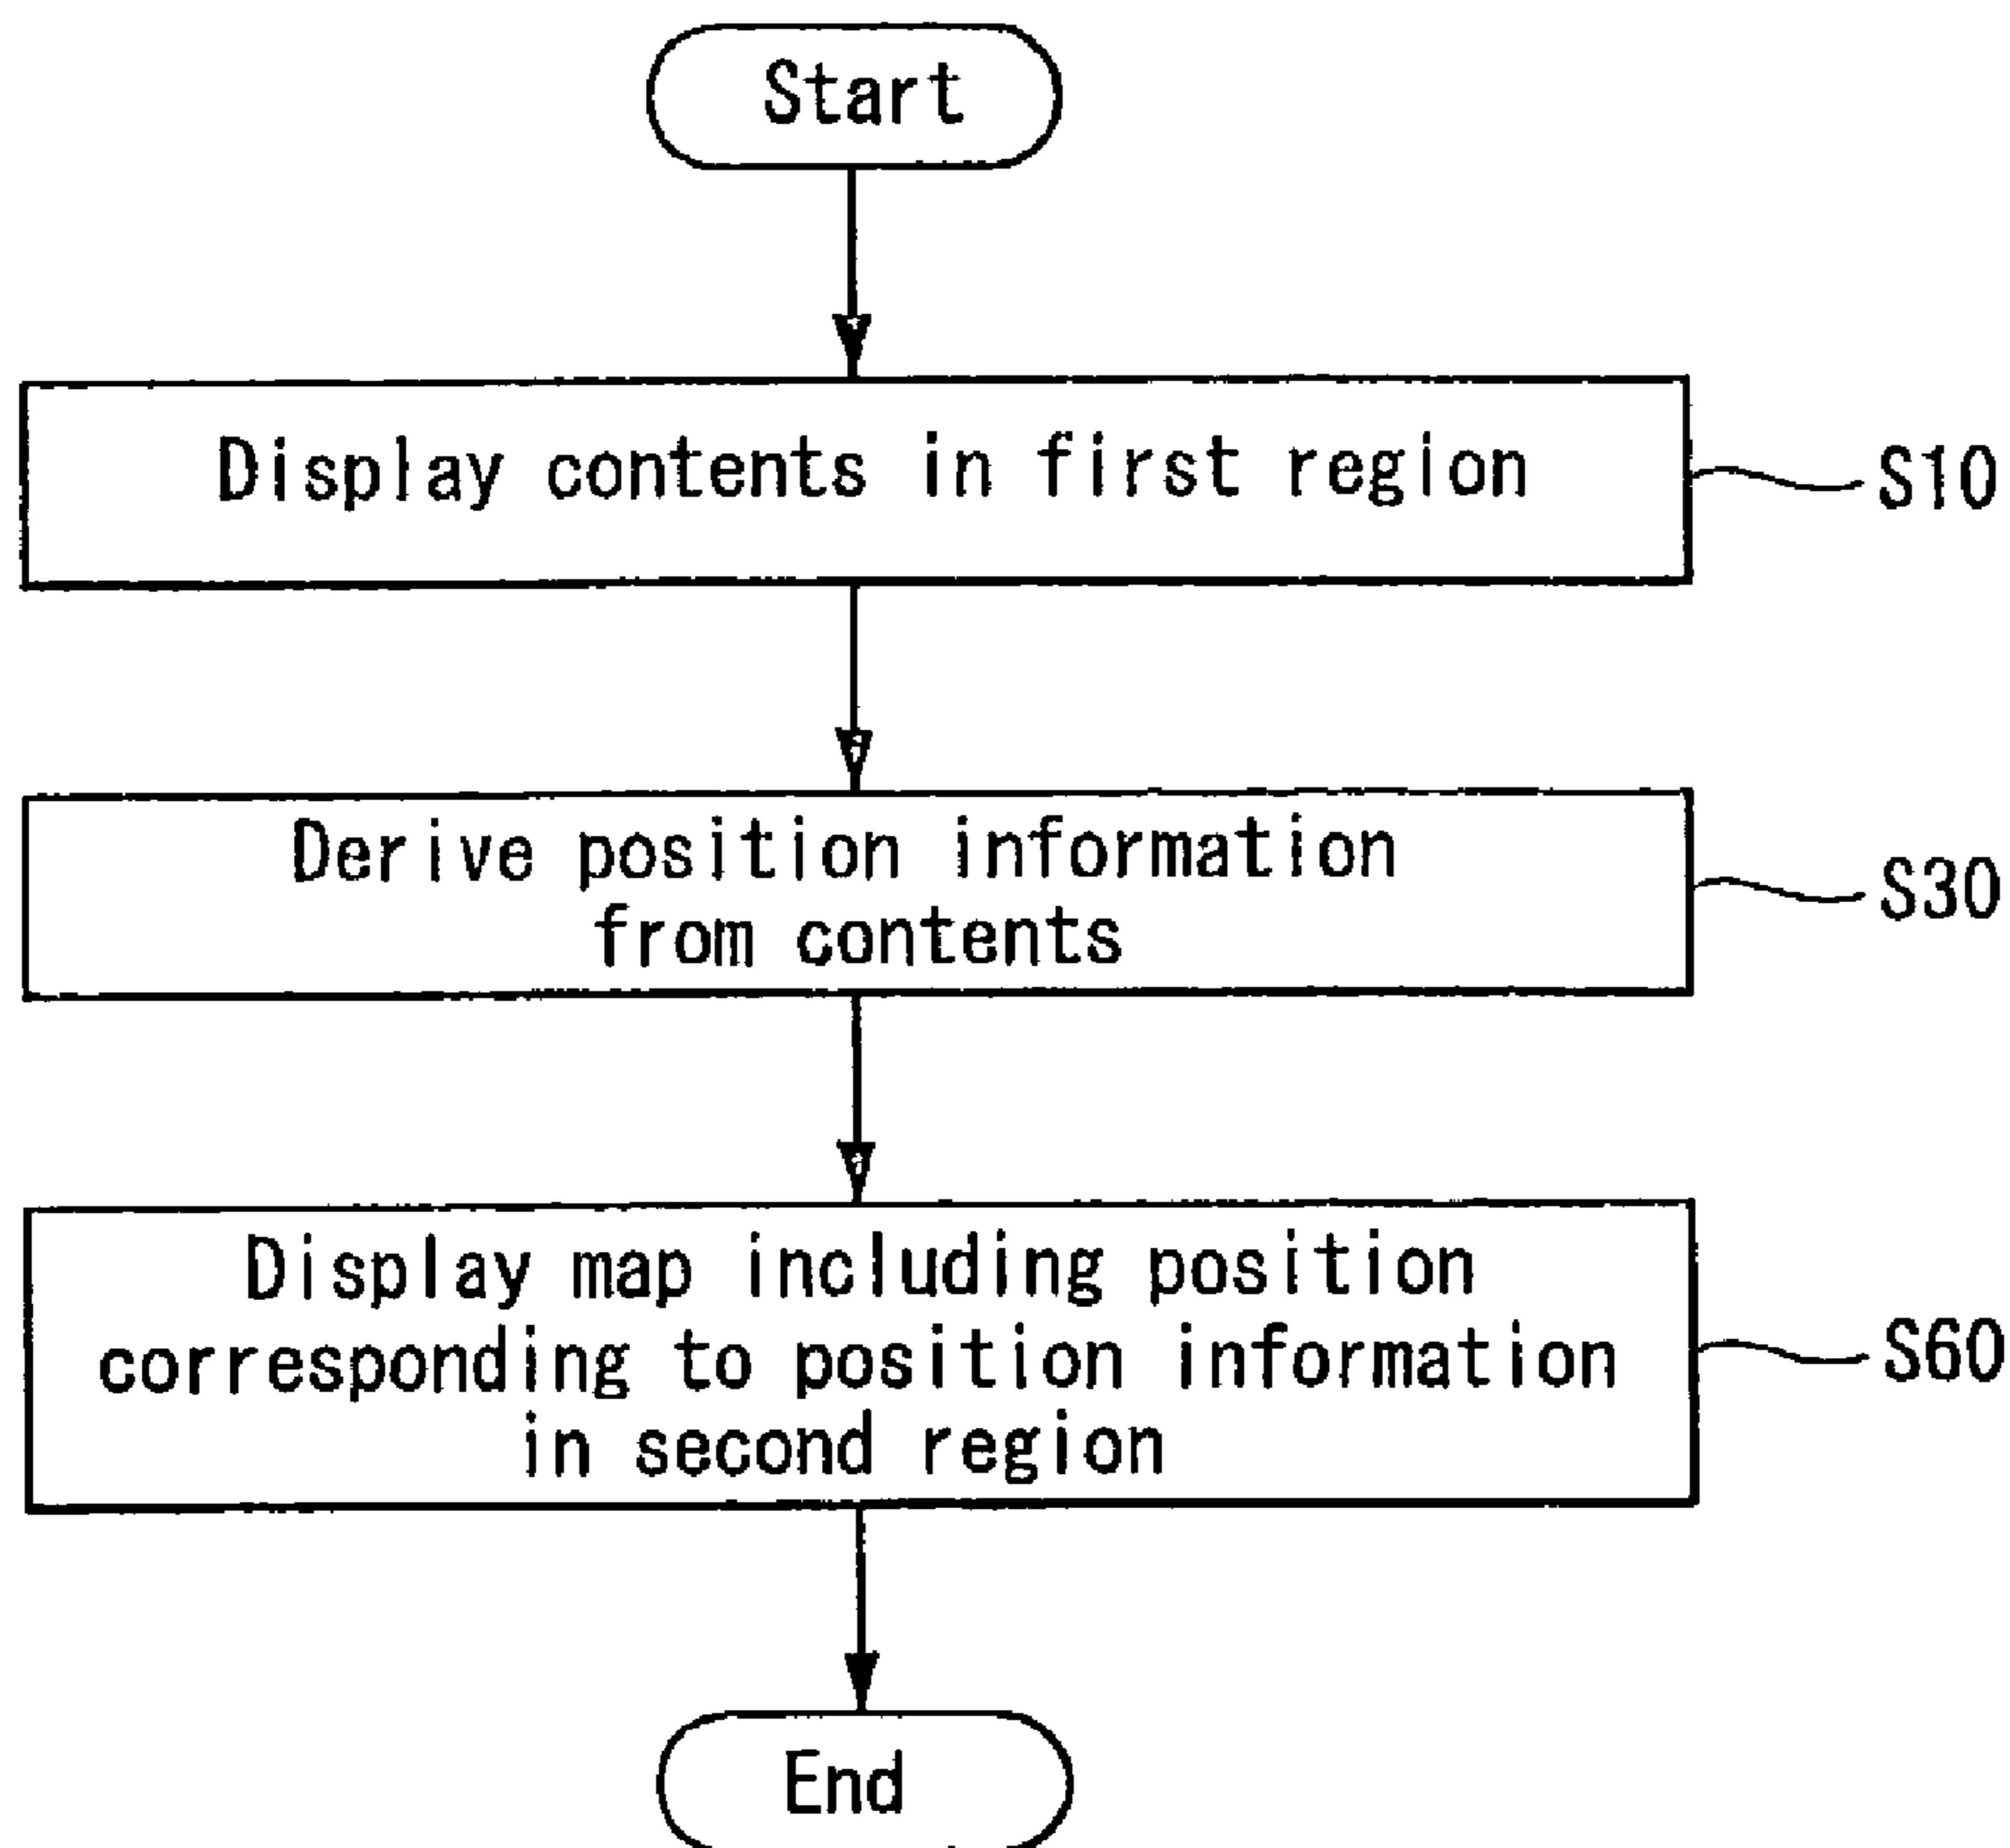 Start
Display contents in first region
S10
Derive position information
from contents
S30
Display map including position
corresponding to position information
in second region
S60
End